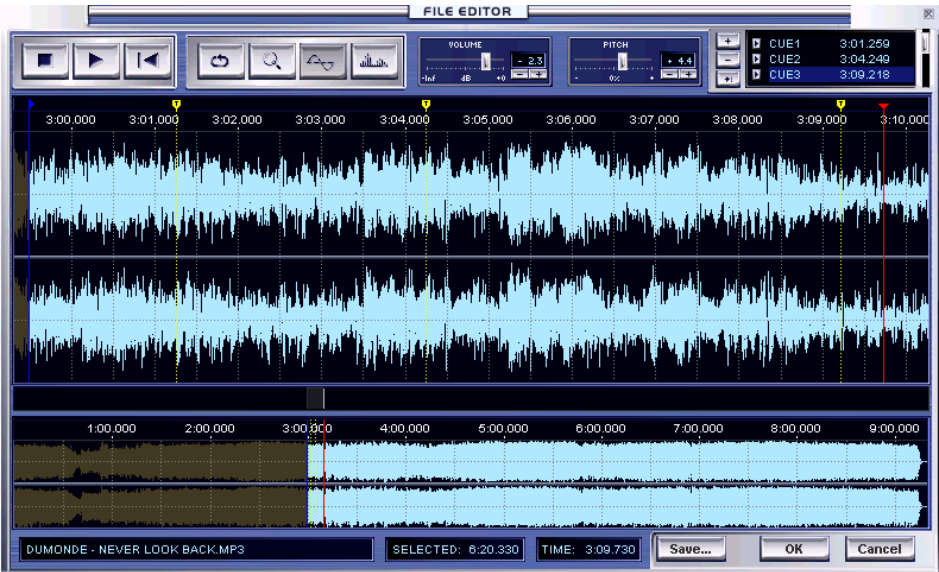 FILE EDITOR
VOLUME
- 2.3
-Inf dB +0 - +
PITCH
+ 4.4
- 0% + - +
+
-
+!
CUE1 3:01.259
CUE2 3:04.249
CUE3 3:09.218
3:00.000 3:01.000 3:02.000 3:03.000 3:04.000 3:05.000 3:06.000 3:07.000 3:08.000 3:09.000 3:10.000
1:00.000 2:00.000 3:00.000 4:00.000 5:00.000 6:00.000 7:00.000 8:00.000 9:00.000
DUMONDE - NEVER LOOK BACK.MP3 SELECTED: 6:20.330 TIME: 3:09.730 Save... OK Cancel